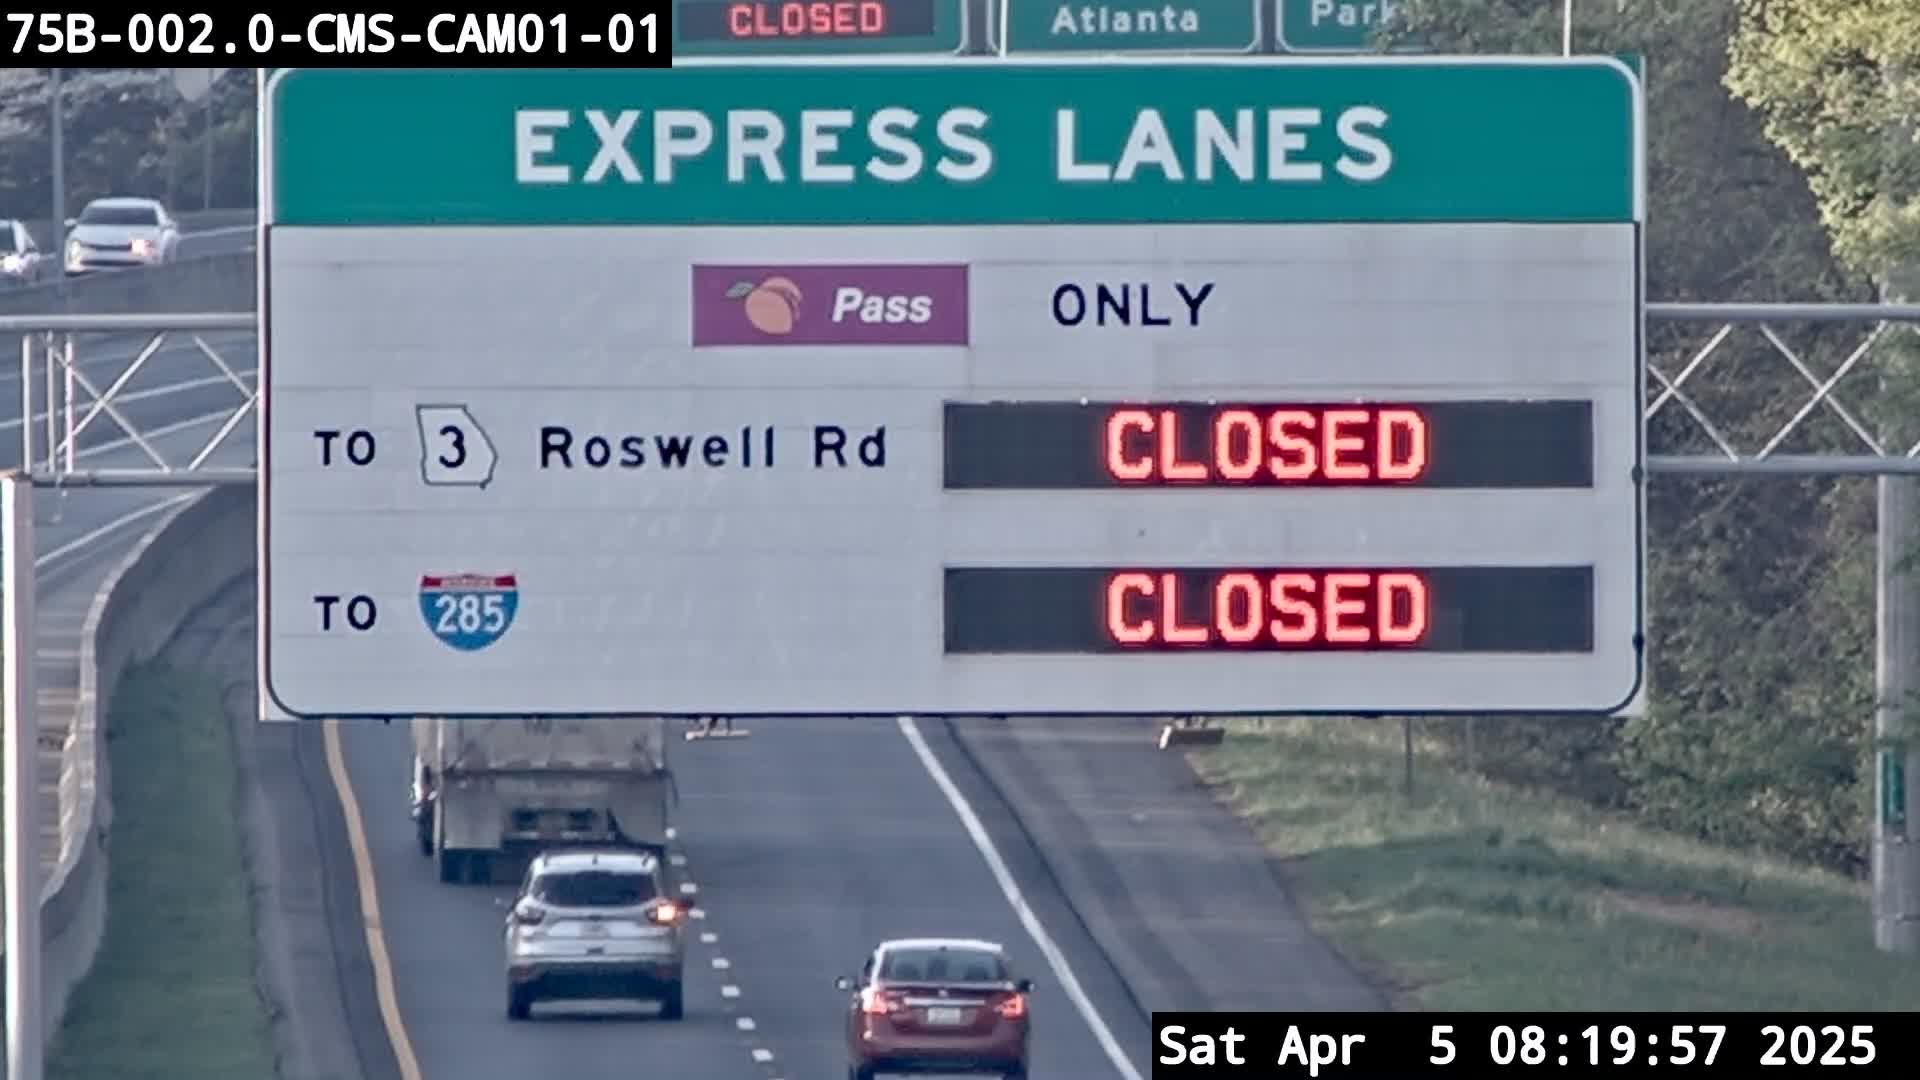 75B-002.0-CMS-CAM01-01
CLOSED
Atlanta
Park
EXPRESS LANES
Pass ONLY
TO 3 Roswell Rd CLOSED
TO 285 CLOSED
Sat Apr 5 08:19:57 2025